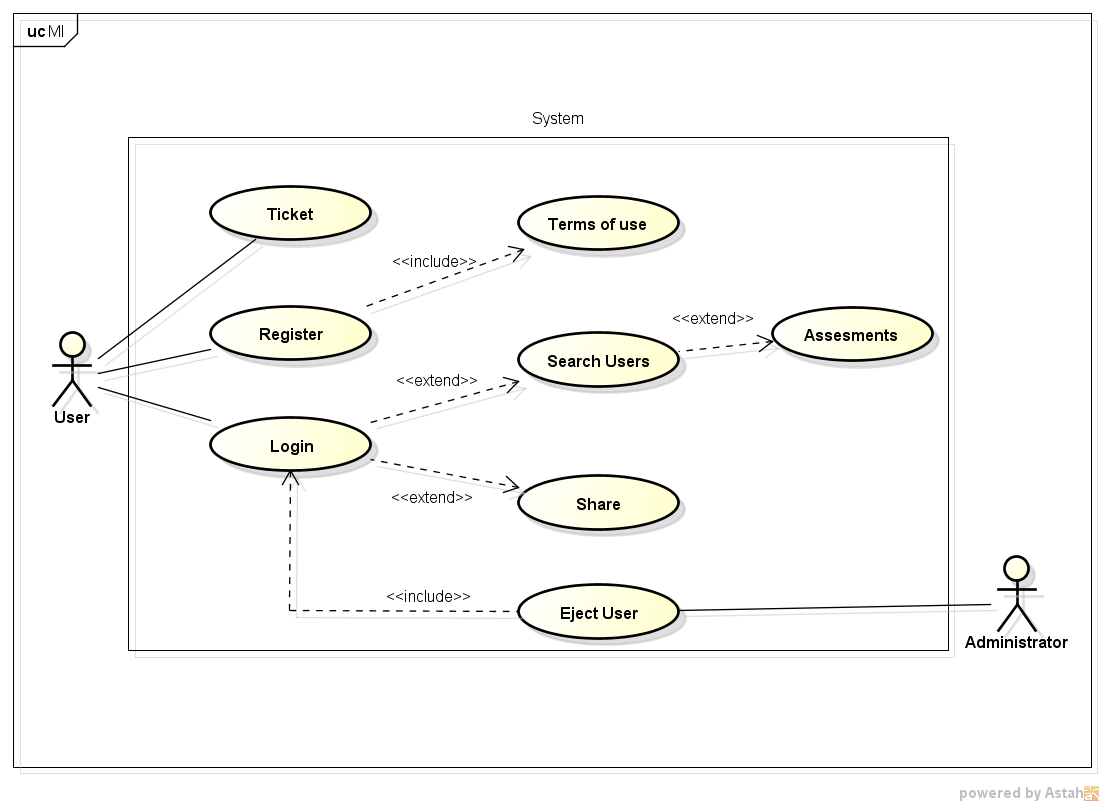 uc MI
System
Ticket
Terms of use
<<include>>
Register
<<extend>>
Assesments
Search Users
<<extend>>
User
Login
<<extend>>
Share
<<include>>
Eject User
Administrator
powered by Astah